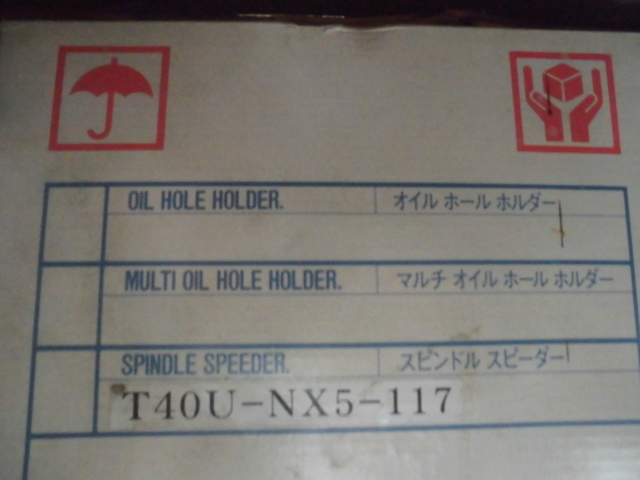 OIL HOLE HOLDER. オイル ホール ホルダー
MULTI OIL HOLE HOLDER. マルチ オイル ホール ホルダー
SPINDLE SPEEDER. スピンドル スピーダー
T40U-NX5-117